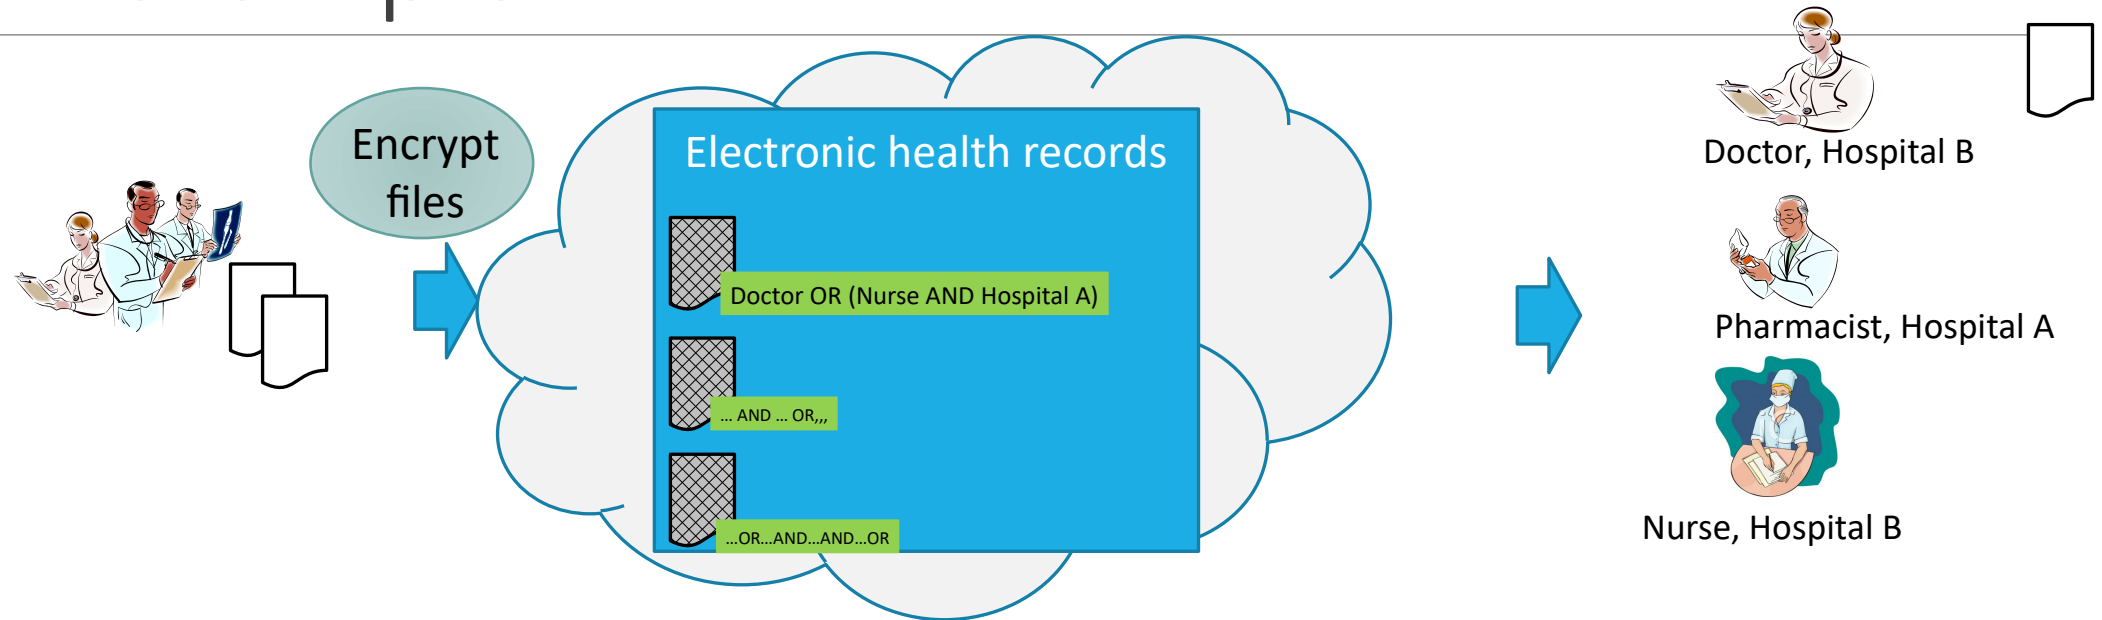 Encrypt
files
Electronic health records
Doctor OR (Nurse AND Hospital A)
... AND ... OR,,,
...OR...AND...AND...OR
Doctor, Hospital B
Pharmacist, Hospital A
Nurse, Hospital B